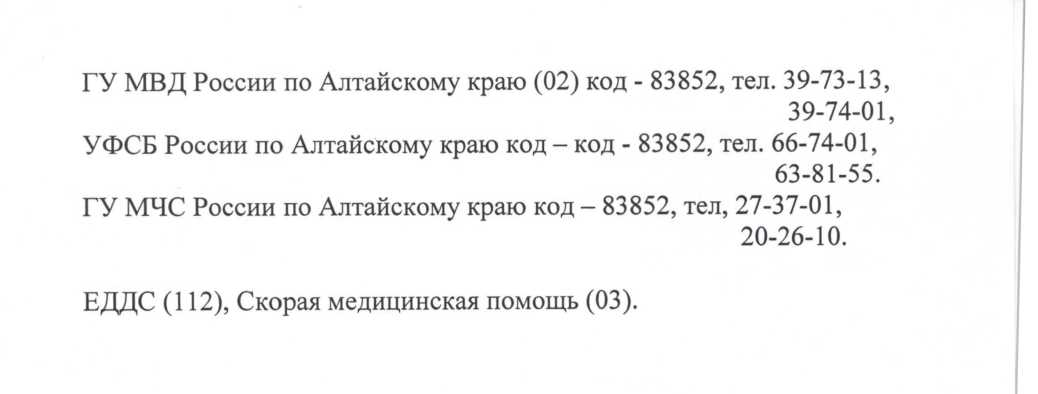 ГУ МВД России по Алтайскому краю (02) код - 83852, тел. 39-73-13,
39-74-01,
УФСБ России по Алтайскому краю код – код - 83852, тел. 66-74-01,
63-81-55.
ГУ МЧС России по Алтайскому краю код – 83852, тел, 27-37-01,
20-26-10.
ЕДДС (112), Скорая медицинская помощь (03).